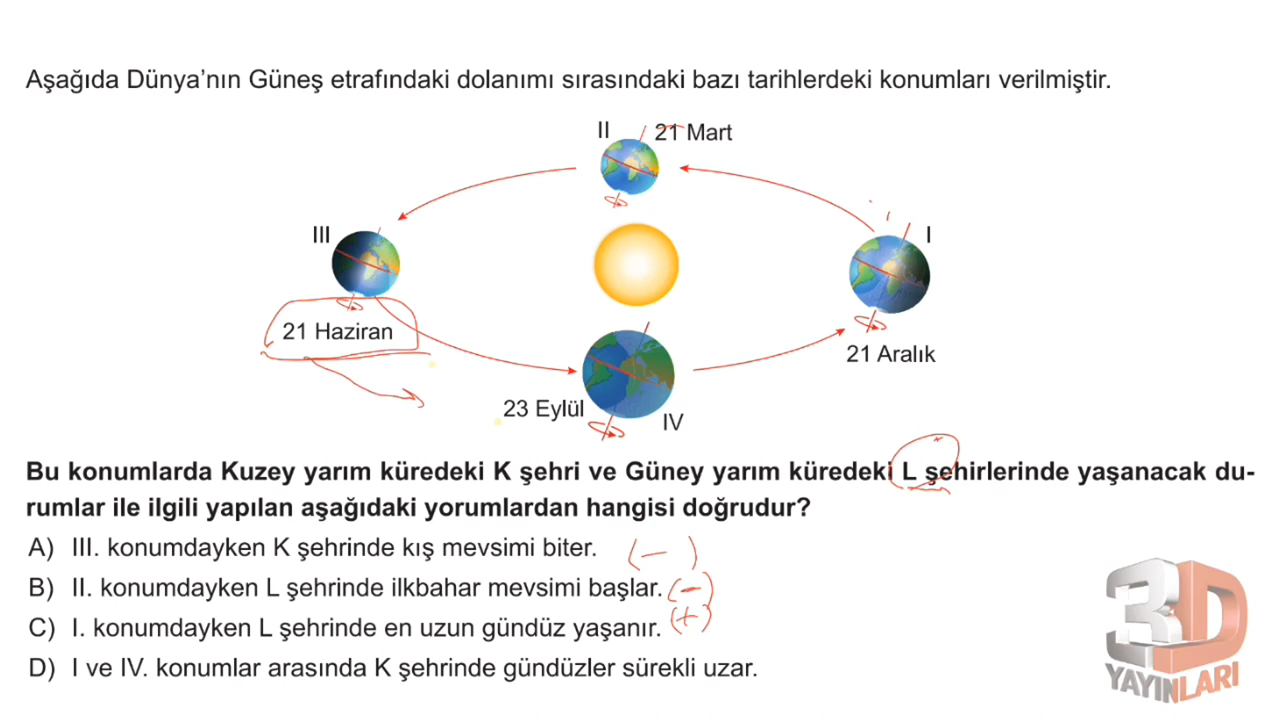 Aşağıda Dünya’nın Güneş etrafındaki dolanımı sırasındaki bazı tarihlerdeki konumları verilmiştir.
II
21 Mart
III
I
21 Haziran
21 Aralık
23 Eylül
IV
Bu konumlarda Kuzey yarım küredeki K şehri ve Güney yarım küredeki L şehirlerinde yaşanacak du-
rumlar ile ilgili yapılan aşağıdaki yorumlardan hangisi doğrudur?
A) III. konumdayken K şehrinde kış mevsimi biter. (-)
B) II. konumdayken L şehrinde ilkbahar mevsimi başlar. (-)
C) I. konumdayken L şehrinde en uzun gündüz yaşanır. (+)
D) I ve IV. konumlar arasında K şehrinde gündüzler sürekli uzar.
3D
YAYINLARI